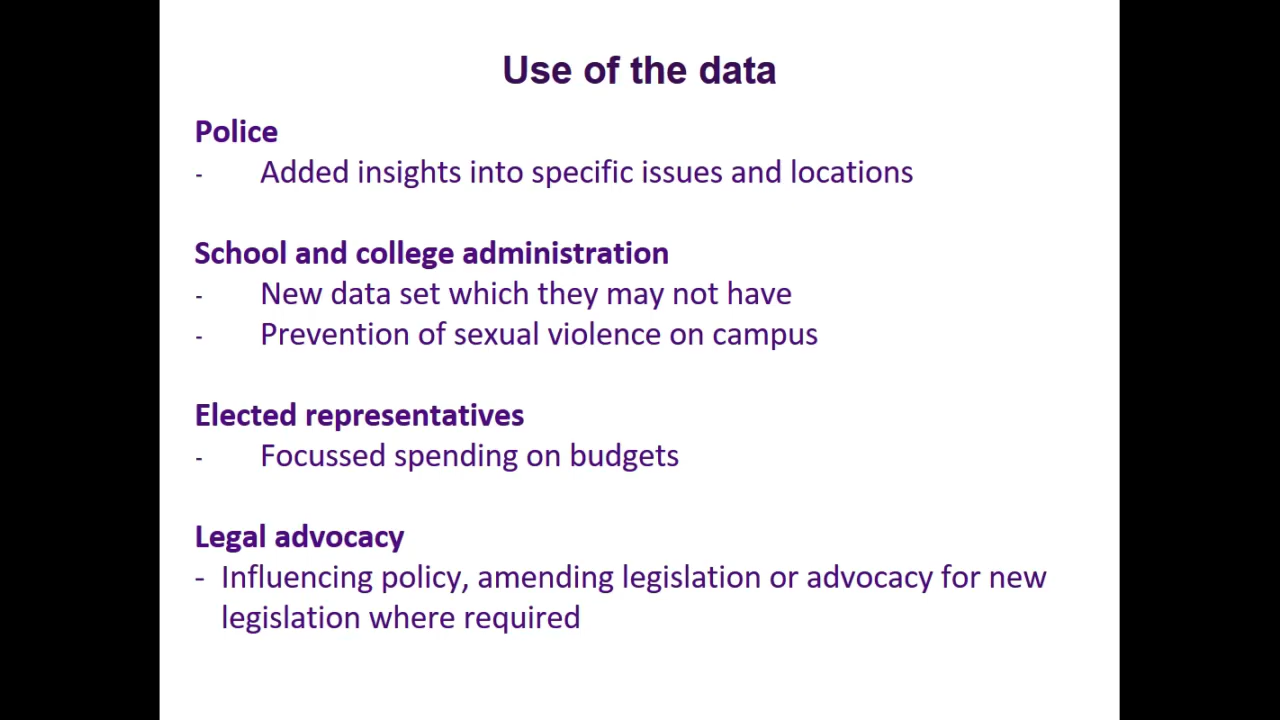 Use of the data
Police
- Added insights into specific issues and locations
School and college administration
- New data set which they may not have
- Prevention of sexual violence on campus
Elected representatives
- Focussed spending on budgets
Legal advocacy
- Influencing policy, amending legislation or advocacy for new
legislation where required